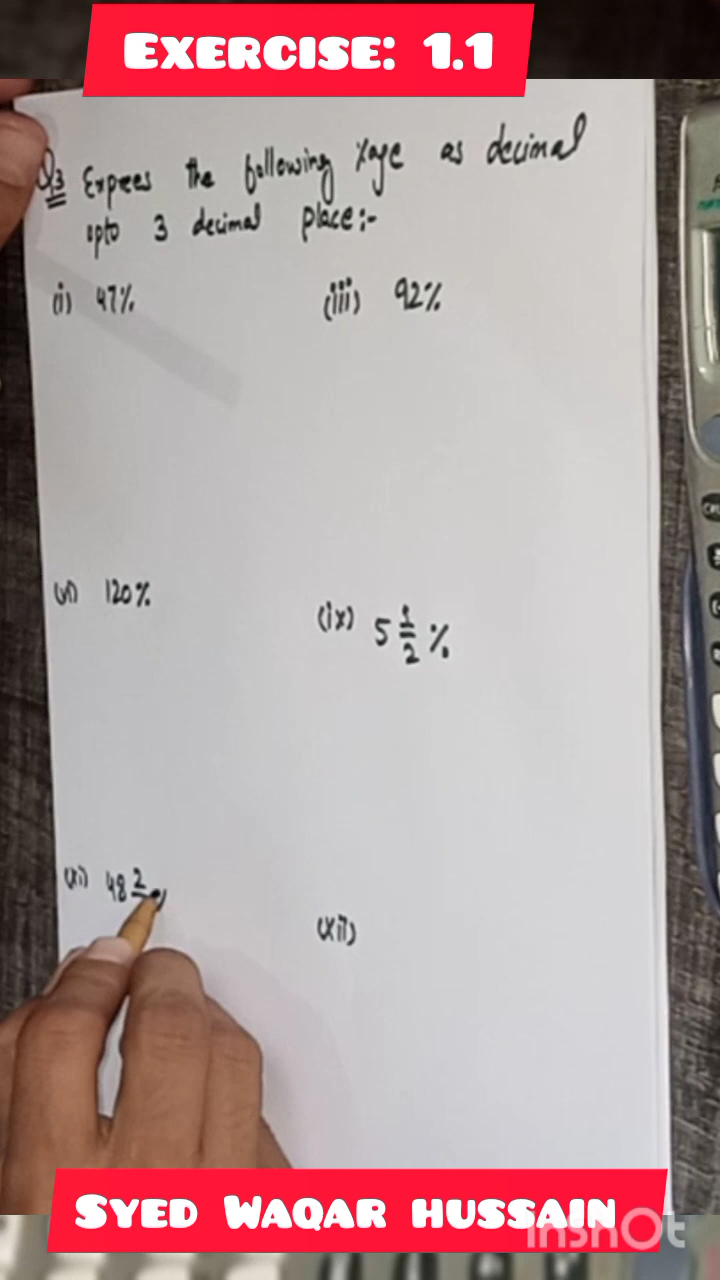 EXERCISE: 1.1
Q3 Exprees the following %age as decimal
upto 3 decimal place:-
(i) 47% (iii) 92%
(vi) 120% (ix) 5 1/2 %
(xi) 48 2 (xii)
SYED WAQAR HUSSAIN
inshot